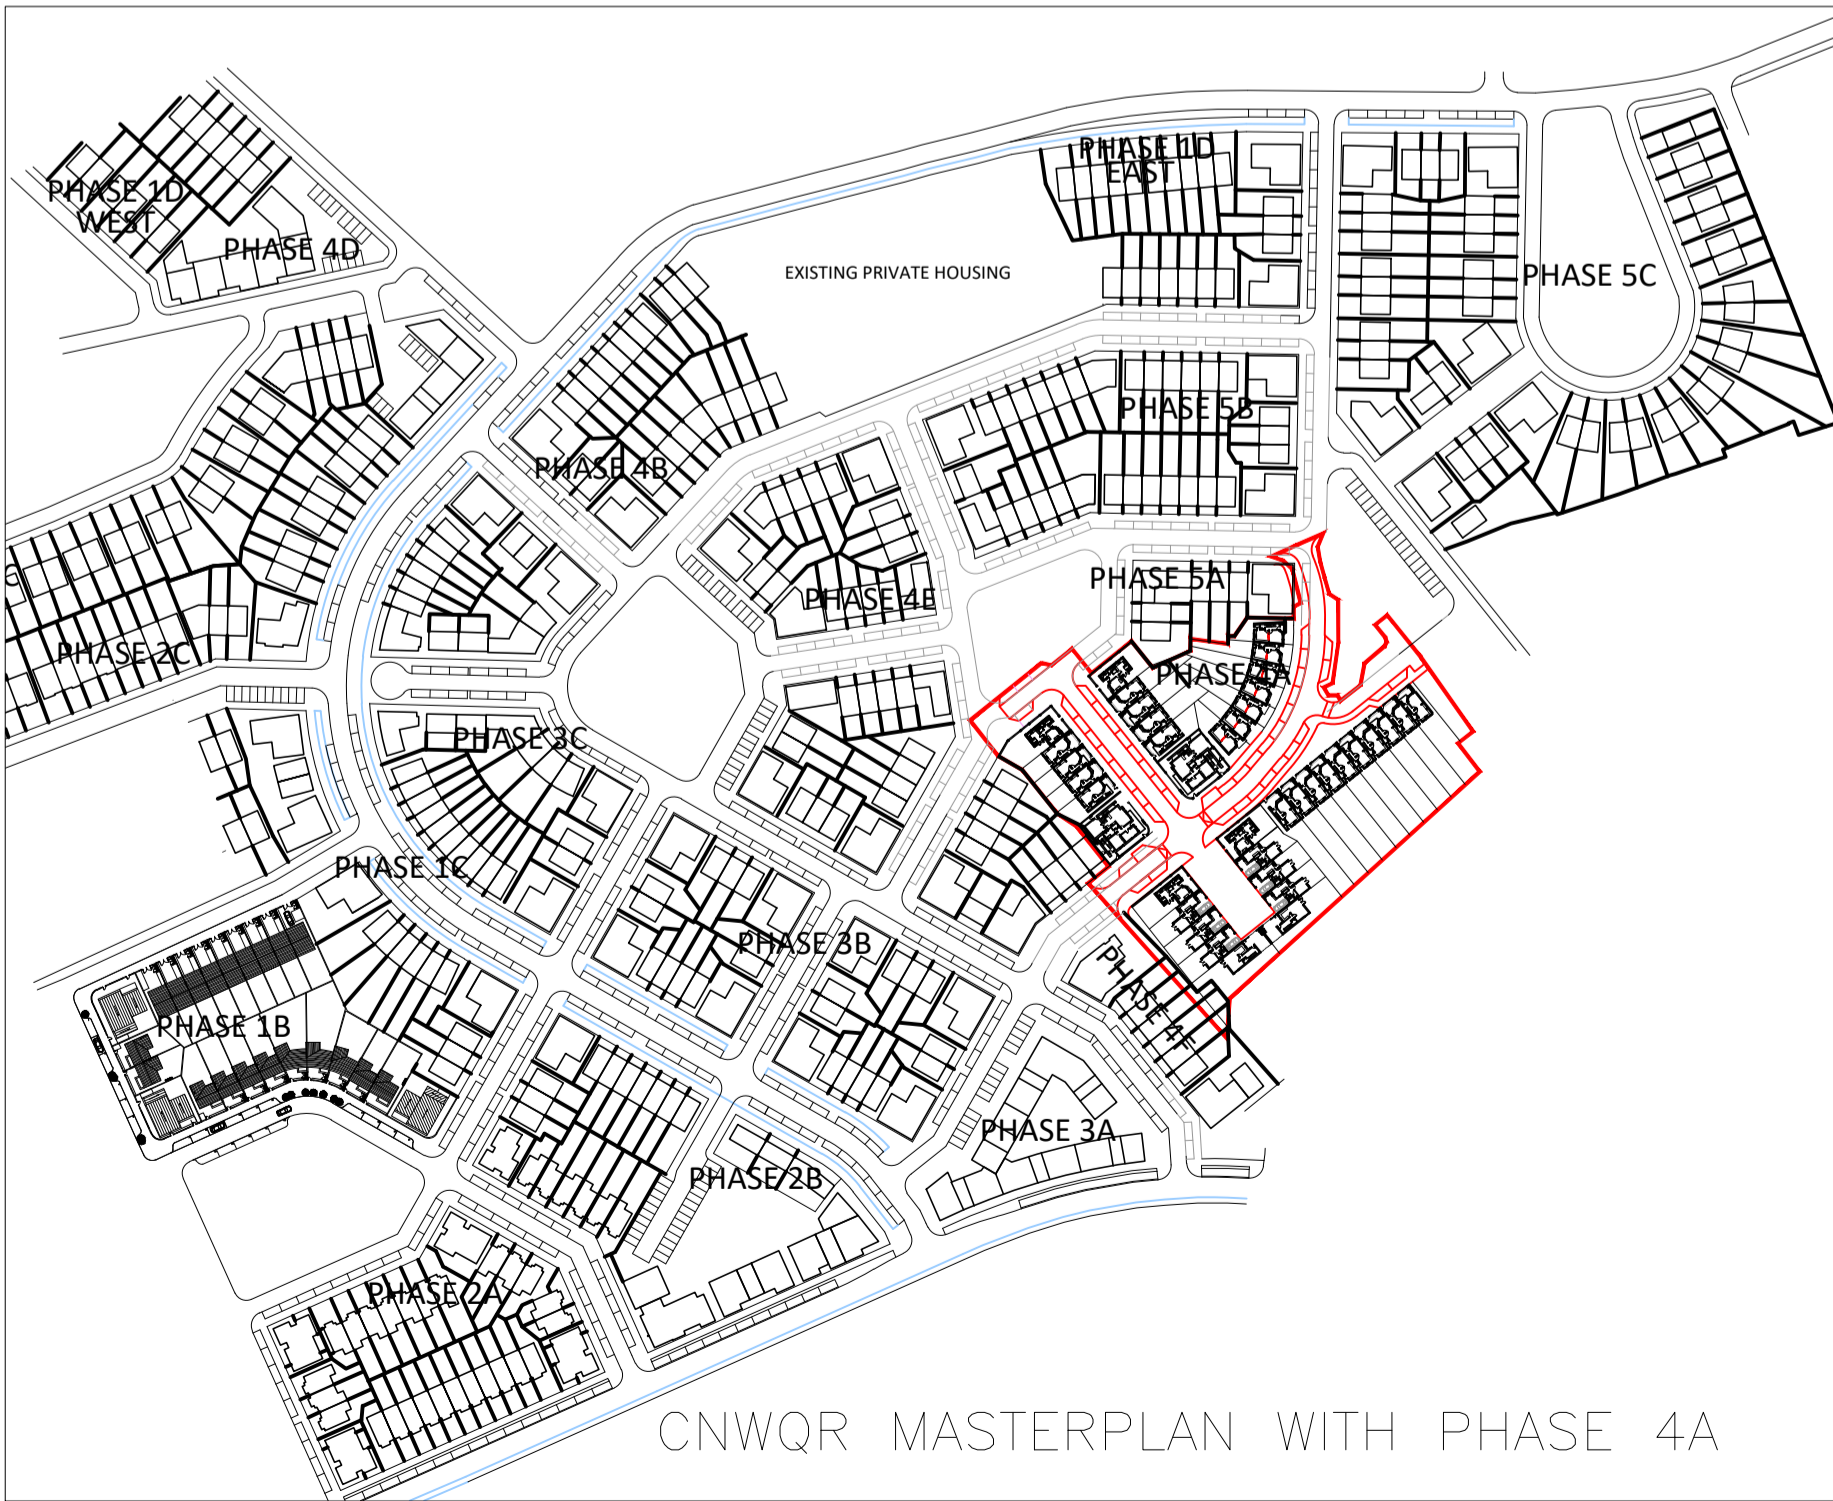 PHASE 1D
EAST
PHASE 1D
WEST
PHASE 4D
EXISTING PRIVATE HOUSING
PHASE 5C
PHASE 5B
PHASE 4B
PHASE 5A
PHASE 4E
PHASE 2C
PHASE 4A
PHASE 3C
PHASE 1C
PHASE 3B
PHASE 4F
PHASE 1B
PHASE 3A
PHASE 2B
PHASE 2A
CNWQR MASTERPLAN WITH PHASE 4A